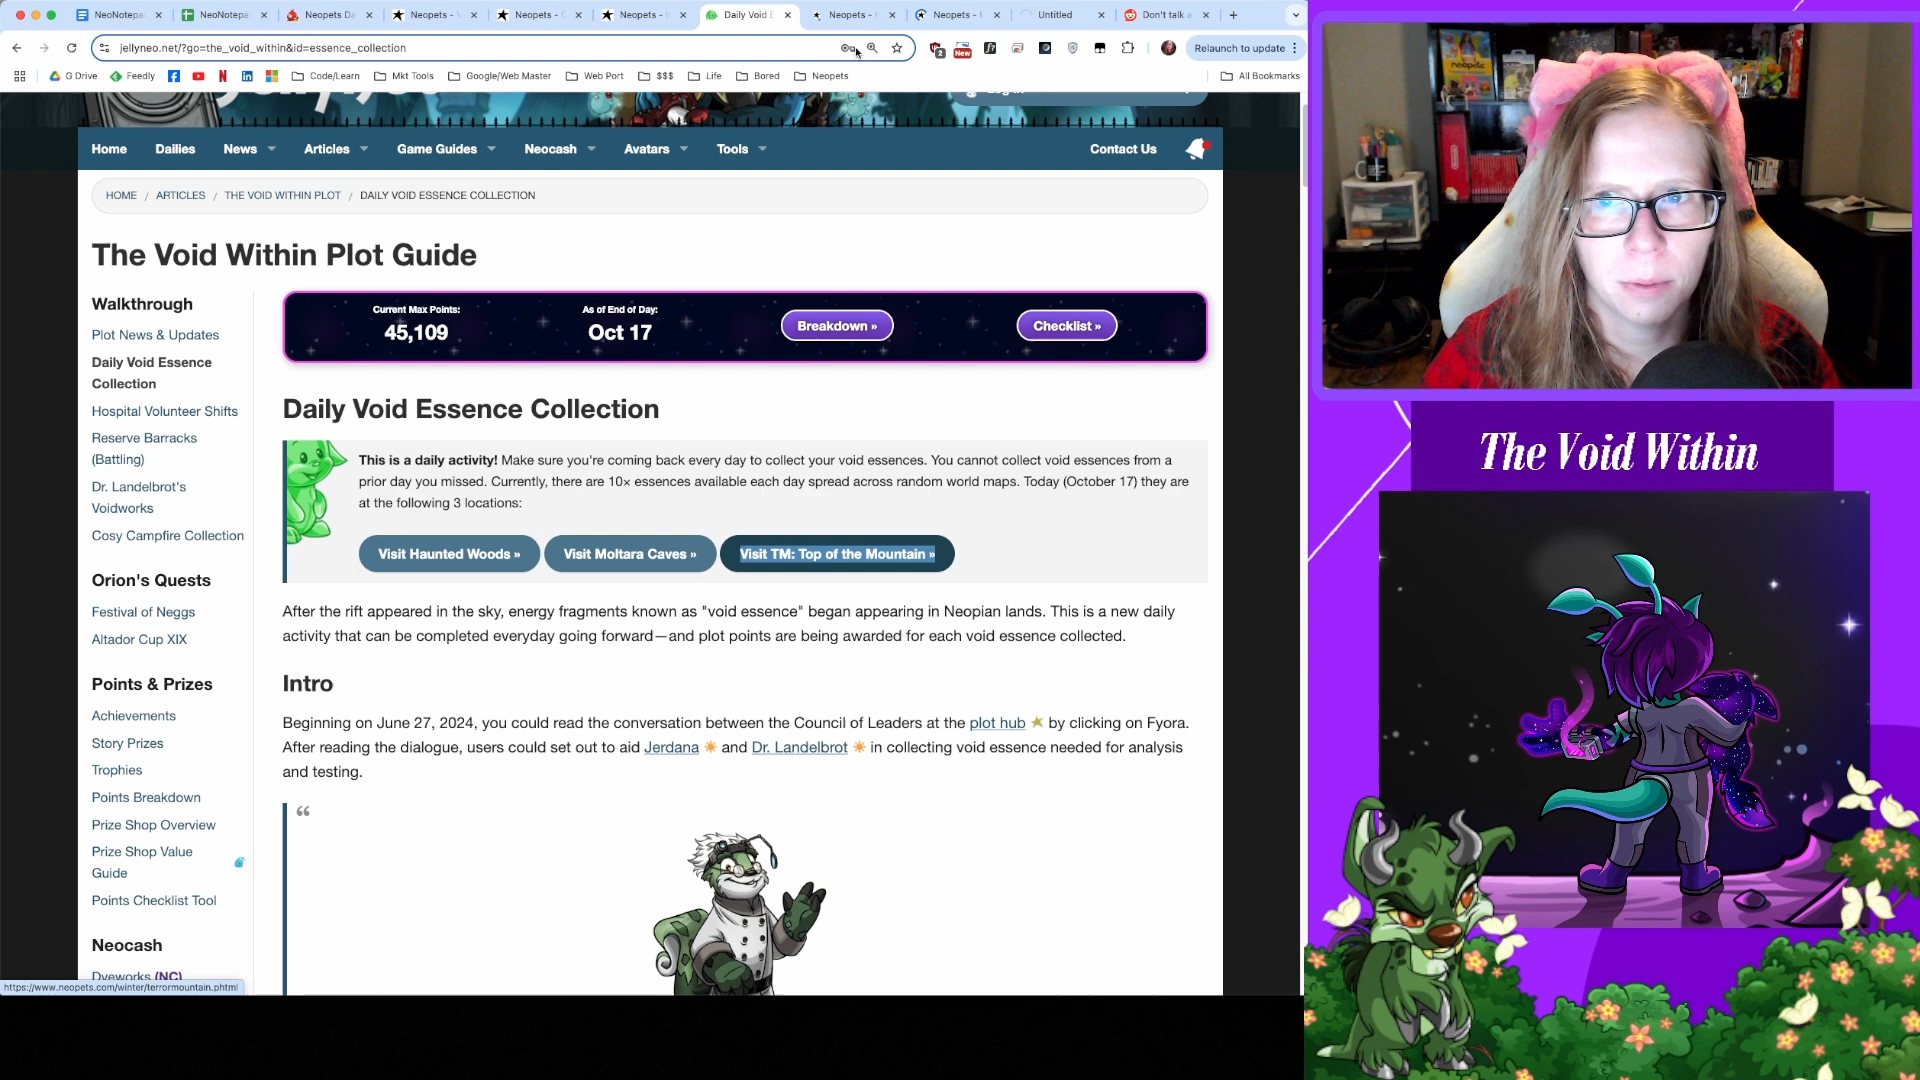 NeoNotepa
NeoNotepa
Neopets Da
Neopets -
Neopets -
Neopets -
Daily Void E
Neopets -
Neopets -
Untitled
Don't talk a
jellyneo.net/?go=the_void_within&id=essence_collection
2
New
Relaunch to update
G Drive
Feedly
Code/Learn
Mkt Tools
Google/Web Master
Web Port
$$$
Life
Bored
Neopets
All Bookmarks
Home
Dailies
News
Articles
Game Guides
Neocash
Avatars
Tools
Contact Us
HOME / ARTICLES / THE VOID WITHIN PLOT / DAILY VOID ESSENCE COLLECTION
The Void Within Plot Guide
Walkthrough
Plot News & Updates
Daily Void Essence
Collection
Hospital Volunteer Shifts
Reserve Barracks
(Battling)
Dr. Landelbrot's
Voidworks
Cosy Campfire Collection
Orion's Quests
Festival of Neggs
Altador Cup XIX
Points & Prizes
Achievements
Story Prizes
Trophies
Points Breakdown
Prize Shop Overview
Prize Shop Value
Guide
Points Checklist Tool
Neocash
Dyeworks (NC)
https://www.neopets.com/winter/terrormountain.phtml
Current Max Points:
45,109
As of End of Day:
Oct 17
Breakdown »
Checklist »
Daily Void Essence Collection
This is a daily activity! Make sure you're coming back every day to collect your void essences. You cannot collect void essences from a
prior day you missed. Currently, there are 10× essences available each day spread across random world maps. Today (October 17) they are
at the following 3 locations:
Visit Haunted Woods »
Visit Moltara Caves »
Visit TM: Top of the Mountain »
After the rift appeared in the sky, energy fragments known as "void essence" began appearing in Neopian lands. This is a new daily
activity that can be completed everyday going forward—and plot points are being awarded for each void essence collected.
Intro
Beginning on June 27, 2024, you could read the conversation between the Council of Leaders at the plot hub by clicking on Fyora.
After reading the dialogue, users could set out to aid Jerdana and Dr. Landelbrot in collecting void essence needed for analysis
and testing.
“
The Void Within